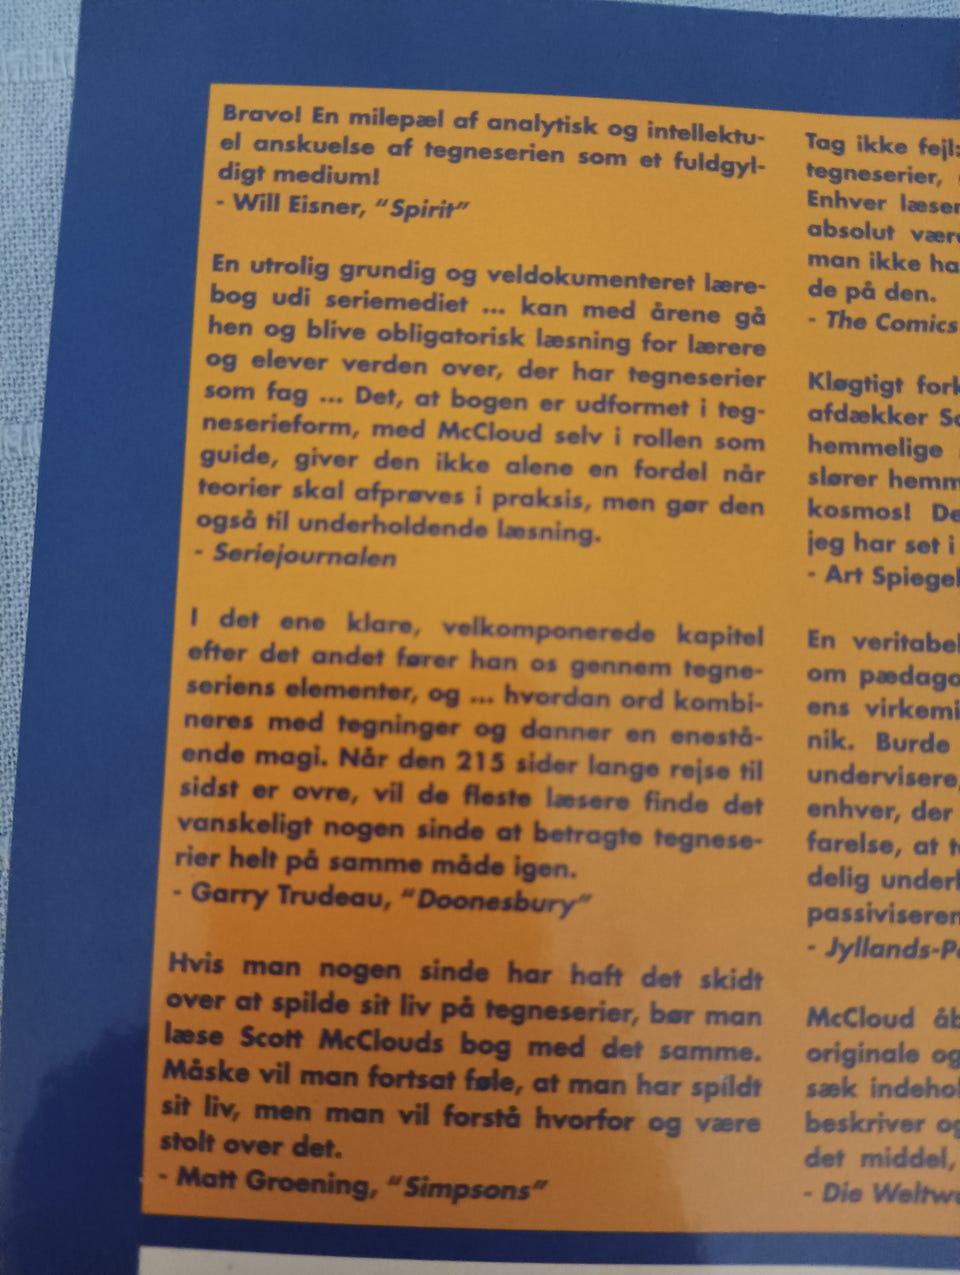 Bravo! En milepæl af analytisk og intellektu-
el anskuelse af tegneserien som et fuldgyl-
digt medium!
- Will Eisner, "Spirit"
En utrolig grundig og veldokumenteret lære-
bog udi seriemediet ... kan med årene gå
hen og blive obligatorisk læsning for lærere
og elever verden over, der har tegneserier
som fag ... Det, at bogen er udformet i teg-
neserieform, med McCloud selv i rollen som
guide, giver den ikke alene en fordel når
teorier skal afprøves i praksis, men gør den
også til underholdende læsning.
- Seriejournalen
I det ene klare, velkomponerede kapitel
efter det andet fører han os gennem tegne-
seriens elementer, og ... hvordan ord kombi-
neres med tegninger og danner en enestå-
ende magi. Når den 215 sider lange rejse til
sidst er ovre, vil de fleste læsere finde det
vanskeligt nogen sinde at betragte tegnese-
rier helt på samme måde igen.
- Garry Trudeau, "Doonesbury"
Hvis man nogen sinde har haft det skidt
over at spilde sit liv på tegneserier, bør man
læse Scott McClouds bog med det samme.
Måske vil man fortsat føle, at man har spildt
sit liv, men man vil forstå hvorfor og være
stolt over det.
- Matt Groening, "Simpsons"
Tag ikke fejl:
tegneserier,
Enhver læser
absolut være
man ikke ha
de på den.
- The Comics
Kløgtigt fork
afdækker Sc
hemmelige
slører hemm
kosmos! De
jeg har set i
- Art Spiegel
En veritabel
om pædago
ens virkemi
nik. Burde
undervisere,
enhver, der
farelse, at t
delig underh
passiviseren
- Jyllands-Po
McCloud åb
originale og
sæk indehol
beskriver og
det middel,
- Die Weltwo